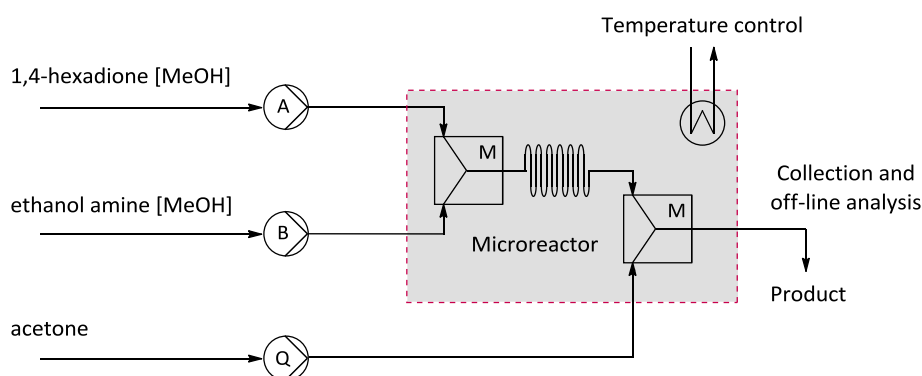 Temperature control
1,4-hexadione [MeOH]
A
M
Collection and
off-line analysis
ethanol amine [MeOH]
M
B
Microreactor
Product
acetone
Q